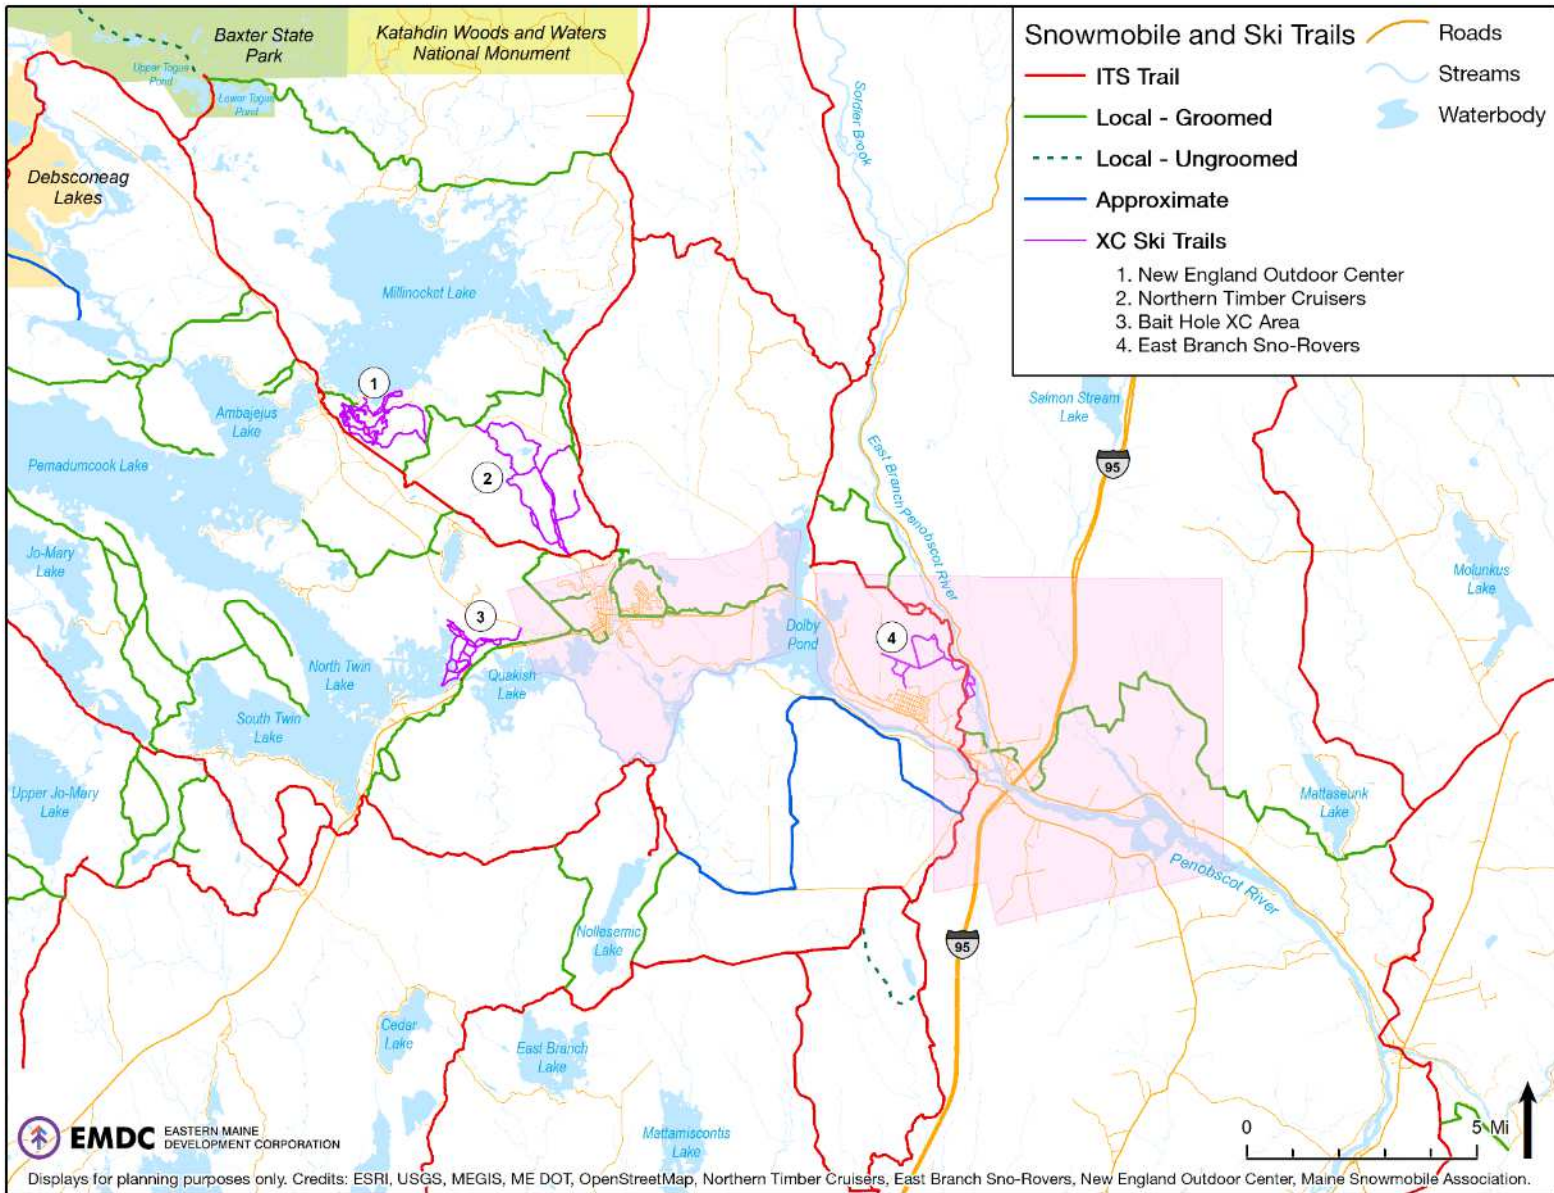 Baxter State
Park
Katahdin Woods and Waters
National Monument
Upper Togue
Pond
Lower Togue
Pond
Debsconeag
Lakes
Soldier Brook
Snowmobile and Ski Trails
ITS Trail
Local - Groomed
Local - Ungroomed
Approximate
XC Ski Trails
1. New England Outdoor Center
2. Northern Timber Cruisers
3. Bait Hole XC Area
4. East Branch Sno-Rovers
Roads
Streams
Waterbody
Millinocket Lake
1
Ambajejus
Lake
Salmon Stream
Lake
Pemadumcook Lake
2
95
East Branch Penobscot River
Jo-Mary
Lake
Molunkus
Lake
3
4
Dolby
Pond
North Twin
Lake
Quakish
Lake
South Twin
Lake
Upper Jo-Mary
Lake
Mattaseunk
Lake
Penobscot River
Nollesemic
Lake
95
Cedar
Lake
East Branch
Lake
Mattamiscontis
Lake
0
5 Mi
EMDC
EASTERN MAINE
DEVELOPMENT CORPORATION
Displays for planning purposes only. Credits: ESRI, USGS, MEGIS, ME DOT, OpenStreetMap, Northern Timber Cruisers, East Branch Sno-Rovers, New England Outdoor Center, Maine Snowmobile Association.